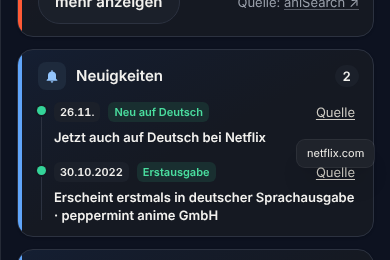 mehr anzeigen
Quelle: aniSearch ↗
Neuigkeiten
2
26.11.
Neu auf Deutsch
Quelle
Jetzt auch auf Deutsch bei Netflix
netflix.com
30.10.2022
Erstausgabe
Quelle
Erscheint erstmals in deutscher Sprachausgabe
· peppermint anime GmbH